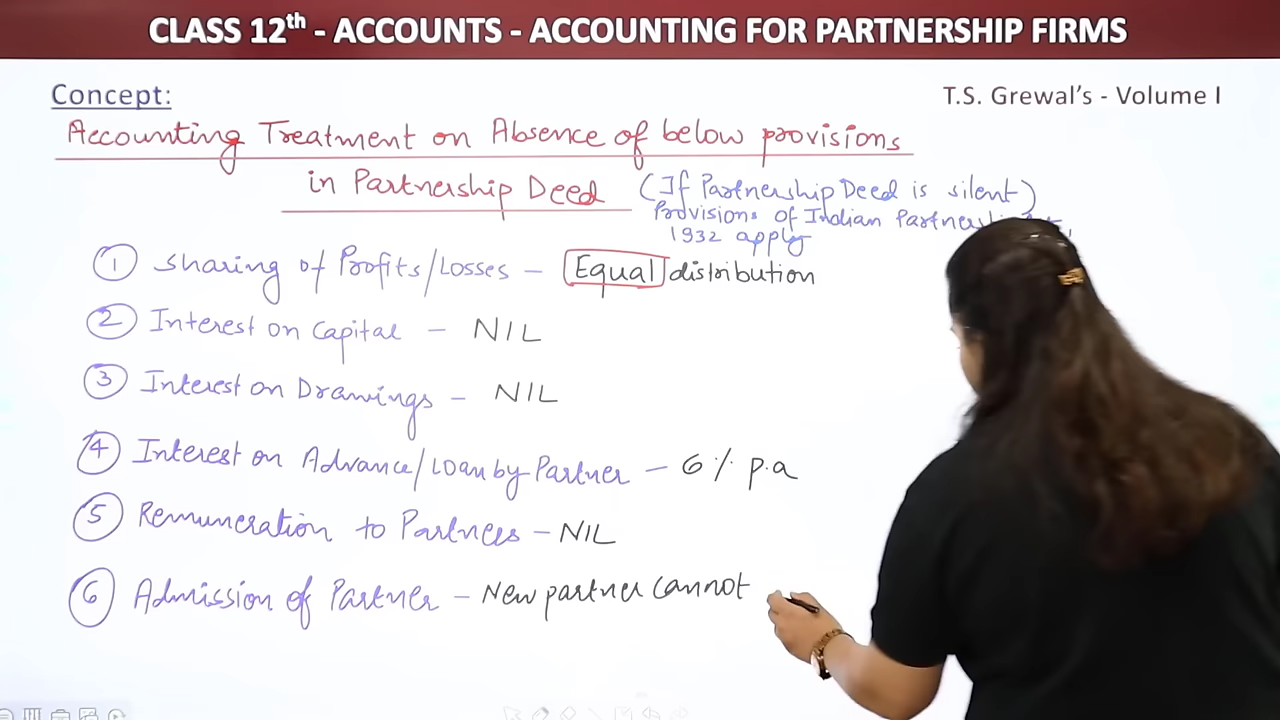 CLASS 12th - ACCOUNTS - ACCOUNTING FOR PARTNERSHIP FIRMS
Concept:
T.S. Grewal's - Volume I
Accounting Treatment on Absence of below provisions
in Partnership Deed (If Partnership Deed is silent)
Provisions of Indian
1932 apply
1 Sharing of Profits/Losses - Equal distribution
2 Interest on Capital - NIL
3 Interest on Drawings - NIL
4 Interest on Advance/Loan by Partner - 6% p.a
5 Remuneration to Partners - NIL
6 Admission of Partner - New partner cannot